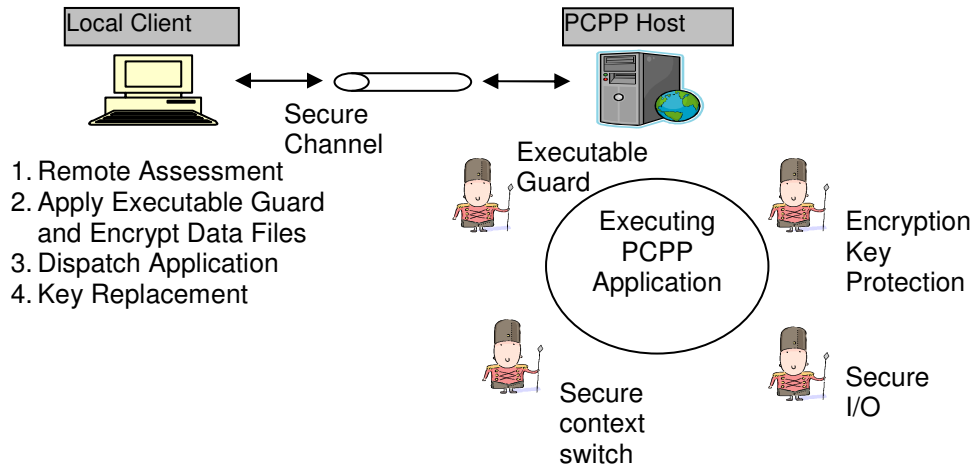 Local Client
PCPP Host
Secure
Channel
1. Remote Assessment
2. Apply Executable Guard
and Encrypt Data Files
3. Dispatch Application
4. Key Replacement
Executable
Guard
Executing
PCPP
Application
Encryption
Key
Protection
Secure
context
switch
Secure
I/O